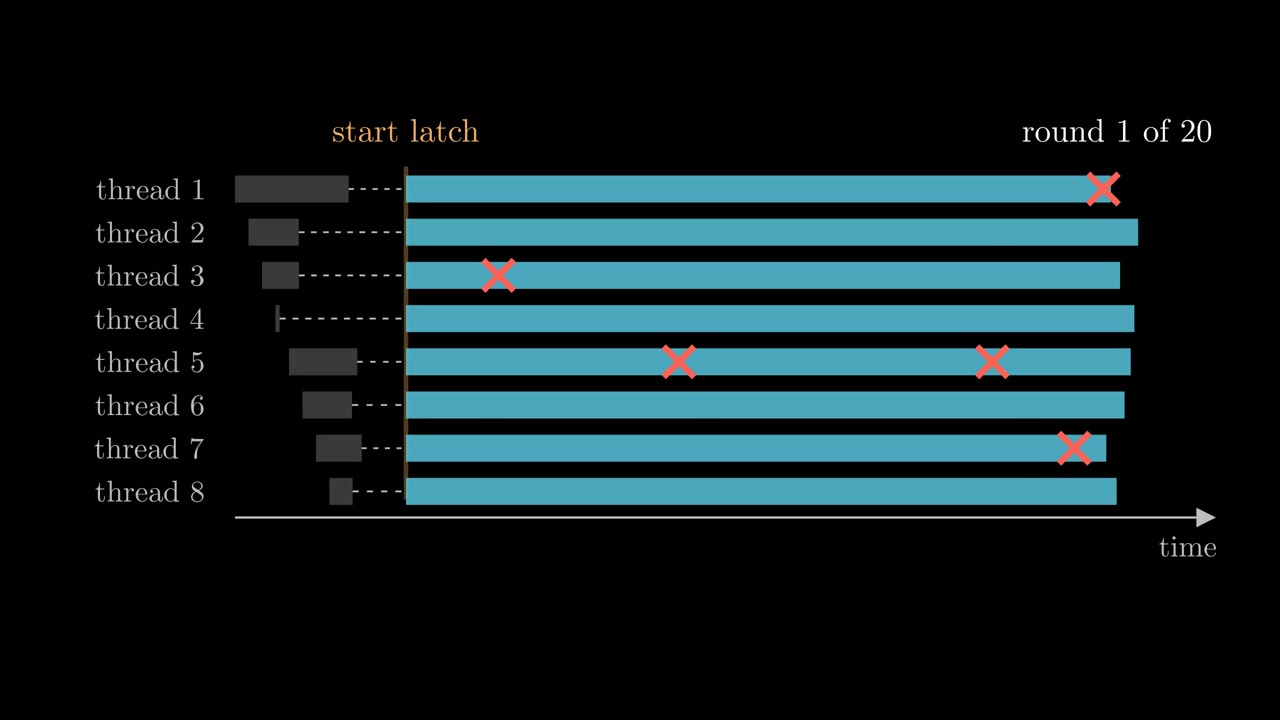 start latch
round 1 of 20
thread 1
thread 2
thread 3
thread 4
thread 5
thread 6
thread 7
thread 8
time